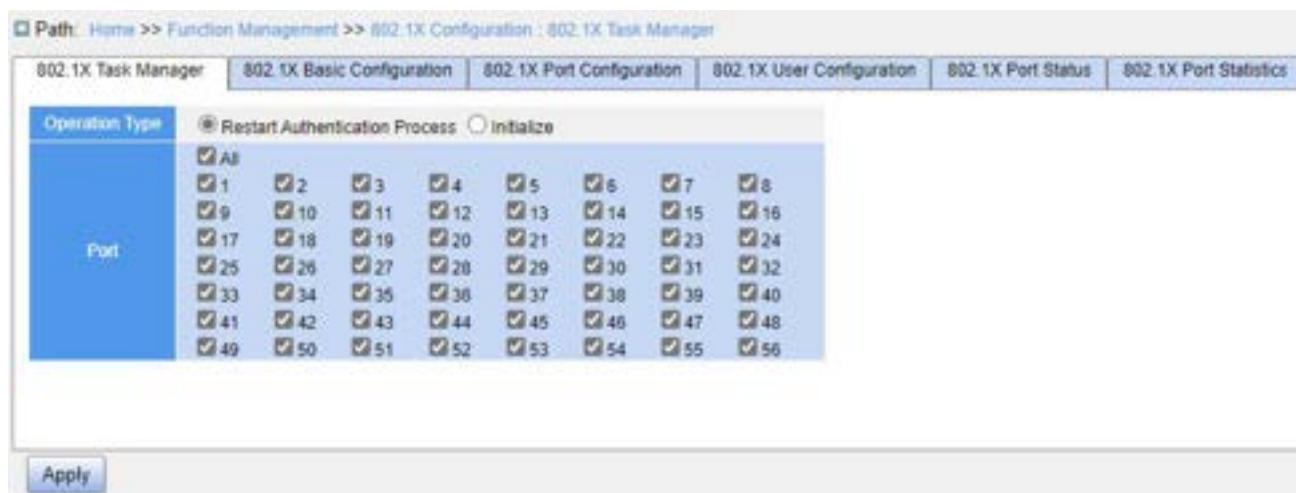 Path: Home >> Function Management >> 802.1X Configuration : 802.1X Task Manager
802.1X Task Manager 802.1X Basic Configuration 802.1X Port Configuration 802.1X User Configuration 802.1X Port Status 802.1X Port Statistics
Operation Type Restart Authentication Process Initialize
All
1 2 3 4 5 6 7 8
9 10 11 12 13 14 15 16
17 18 19 20 21 22 23 24
Port
25 26 27 28 29 30 31 32
33 34 35 36 37 38 39 40
41 42 43 44 45 46 47 48
49 50 51 52 53 54 55 56
Apply